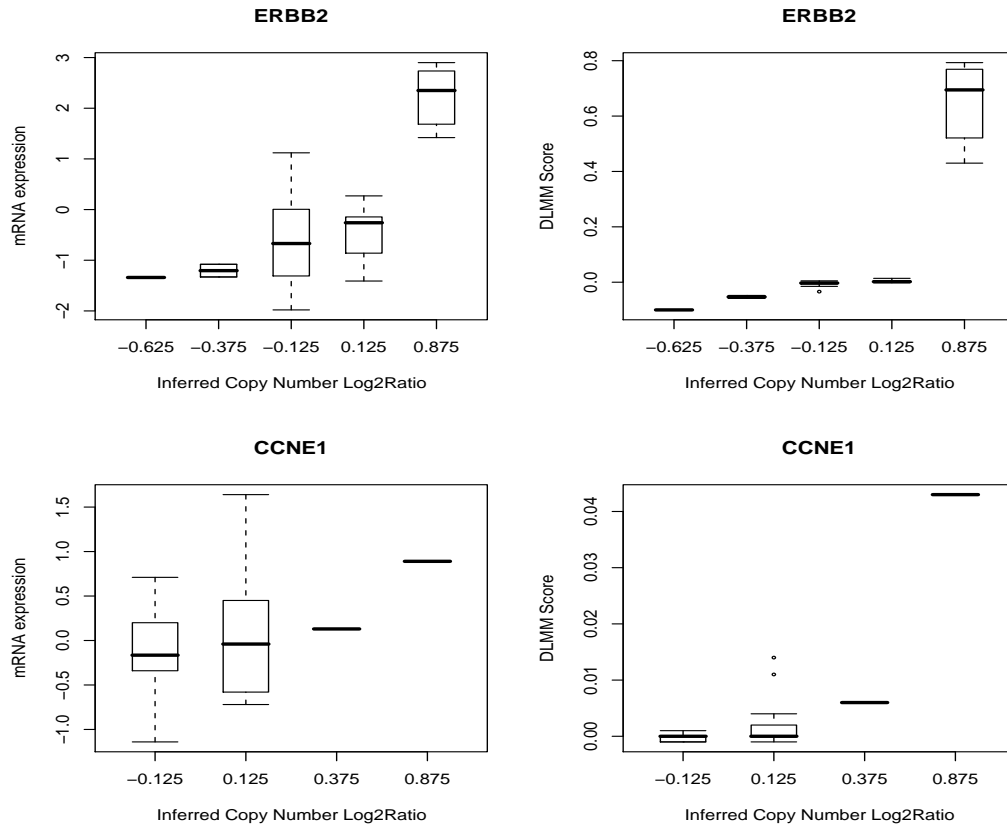 ERBB2
mRNA expression
3
2
1
0
−1
−2
−0.625 −0.375 −0.125 0.125 0.875
Inferred Copy Number Log2Ratio
ERBB2
DLMM Score
0.8
0.6
0.4
0.2
0.0
−0.625 −0.375 −0.125 0.125 0.875
Inferred Copy Number Log2Ratio
CCNE1
mRNA expression
1.5
1.0
0.5
0.0
−0.5
−1.0
−0.125 0.125 0.375 0.875
Inferred Copy Number Log2Ratio
CCNE1
DLMM Score
0.04
0.03
0.02
0.01
0.00
−0.125 0.125 0.375 0.875
Inferred Copy Number Log2Ratio